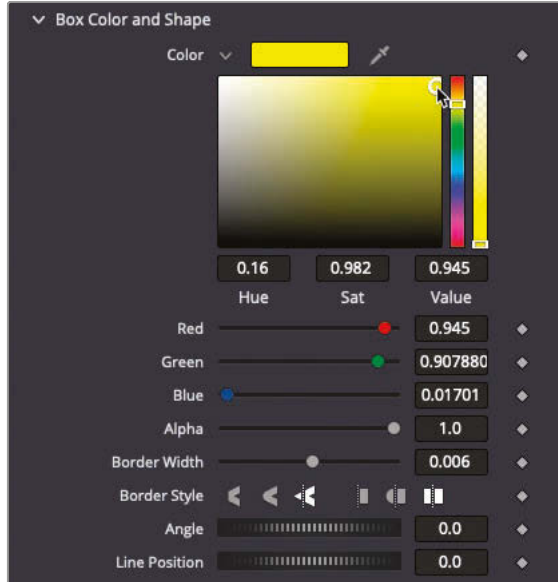 Box Color and Shape
Color
0.16 0.982 0.945
Hue Sat Value
Red 0.945
Green 0.907880
Blue 0.01701
Alpha 1.0
Border Width 0.006
Border Style
Angle 0.0
Line Position 0.0